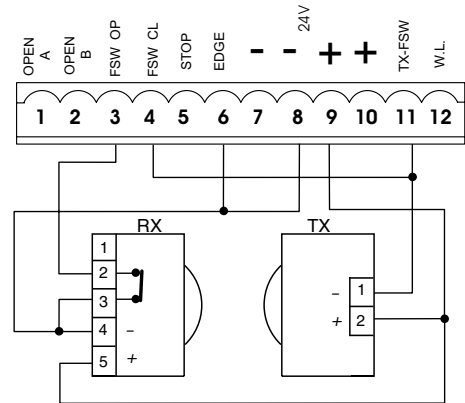 OPEN A
OPEN B
FSW OP
FSW CL
STOP
EDGE
-
-
24V
+
+
TX-FSW
W.L.
1 2 3 4 5 6 7 8 9 10 11 12
RX
TX
1
2
3
4 -
5 +
- 1
+ 2